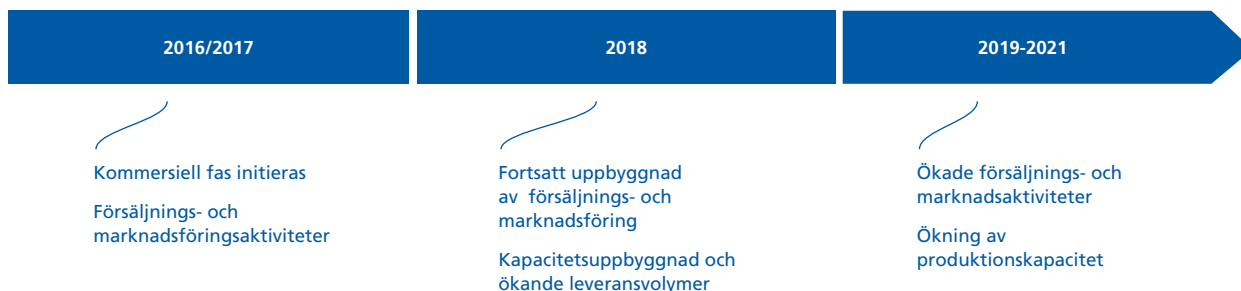 2016/2017
2018
2019-2021
Kommersiell fas initieras
Försäljnings- och
marknadsföringsaktiviteter
Fortsatt uppbyggnad
av försäljnings- och
marknadsföring
Kapacitetsuppbyggnad och
ökande leveransvolymer
Ökade försäljnings- och
marknadsaktiviteter
Ökning av
produktionskapacitet